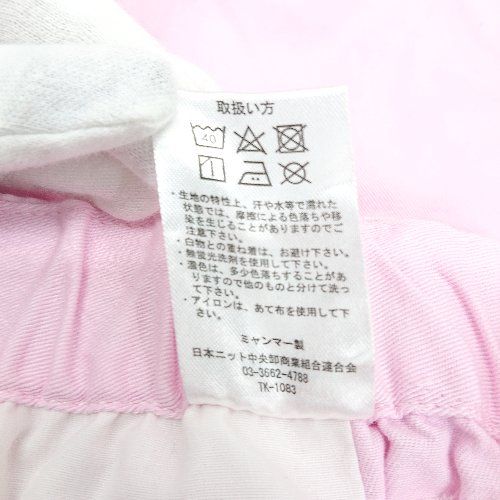 取扱い方
40
・生地の特性上、汗や水等で濡れた
状態では、摩擦による色落ちや移
染を生じることがありますのでご
注意下さい。
・白物との重ね着は、お避け下さい。
・無蛍光洗剤を使用して下さい。
・濃色は、多少色落ちすることがあ
りますので他のものと分けて洗っ
て下さい。
・アイロンは、あて布を使用して下
さい。
ミャンマー製
日本ニット中央卸商業組合連合会
03-3662-4788
TK-1083